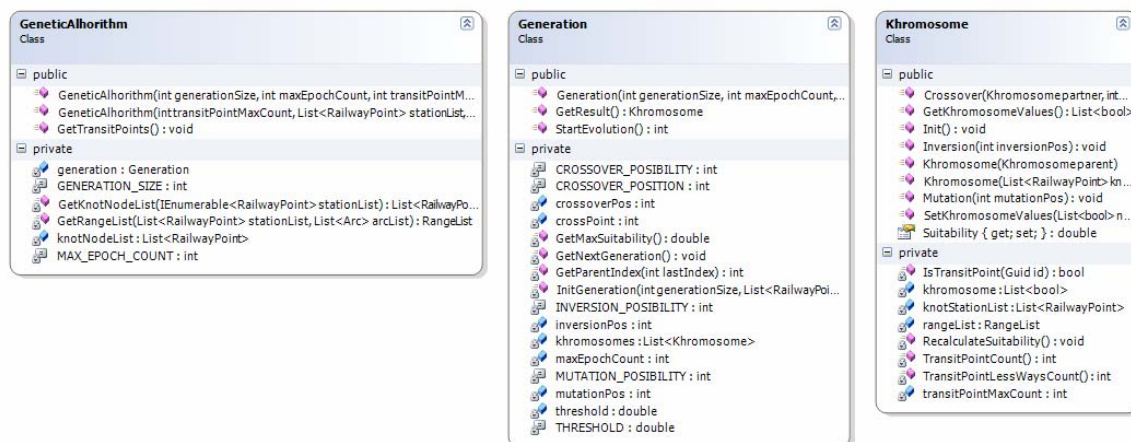 GeneticAlhorithm
Class
public
GeneticAlhorithm(int generationSize, int maxEpochCount, int transitPointM...
GeneticAlhorithm(int transitPointMaxCount, List<RailwayPoint> stationList,...
GetTransitPoints() : void
private
generation : Generation
GENERATION_SIZE : int
GetKnotNodeList(IEnumerable<RailwayPoint> stationList) : List<RailwayPo...
GetRangeList(List<RailwayPoint> stationList, List<Arc> arcList) : RangeList
knotNodeList : List<RailwayPoint>
MAX_EPOCH_COUNT : int
Generation
Class
public
Generation(int generationSize, int maxEpochCount,...
GetResult() : Khromosome
StartEvolution() : int
private
CROSSOVER_POSIBILITY : int
CROSSOVER_POSITION : int
crossoverPos : int
crossPoint : int
GetMaxSuitability() : double
GetNextGeneration() : void
GetParentIndex(int lastIndex) : int
InitGeneration(int generationSize, List<RailwayPoi...
INVERSION_POSIBILITY : int
inversionPos : int
khromosomes : List<Khromosome>
maxEpochCount : int
MUTATION_POSIBILITY : int
mutationPos : int
threshold : double
THRESHOLD : double
Khromosome
Class
public
Crossover(Khromosome partner, int...
GetKhromosomeValues() : List<bool>
Init() : void
Inversion(int inversionPos) : void
Khromosome(Khromosome parent)
Khromosome(List<RailwayPoint> kn...
Mutation(int mutationPos) : void
SetKhromosomeValues(List<bool> n...
Suitability { get; set; } : double
private
IsTransitPoint(Guid id) : bool
khromosome : List<bool>
knotStationList : List<RailwayPoint>
rangeList : RangeList
RecalculateSuitability() : void
TransitPointCount() : int
TransitPointLessWaysCount() : int
transitPointMaxCount : int